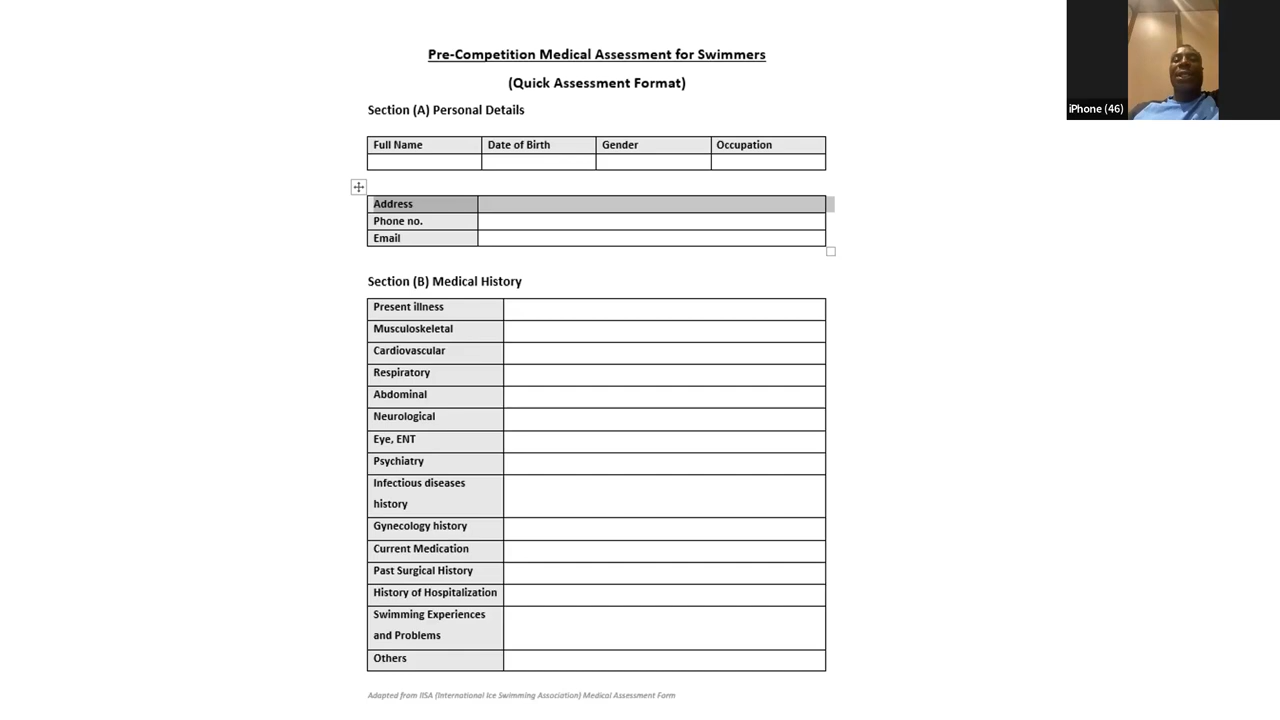 Pre-Competition Medical Assessment for Swimmers
(Quick Assessment Format)
Section (A) Personal Details
Full Name Date of Birth Gender Occupation
Address
Phone no.
Email
Section (B) Medical History
Present illness
Musculoskeletal
Cardiovascular
Respiratory
Abdominal
Neurological
Eye, ENT
Psychiatry
Infectious diseases
history
Gynecology history
Current Medication
Past Surgical History
History of Hospitalization
Swimming Experiences
and Problems
Others
Adapted from IISA (International Ice Swimming Association) Medical Assessment Form
iPhone (46)